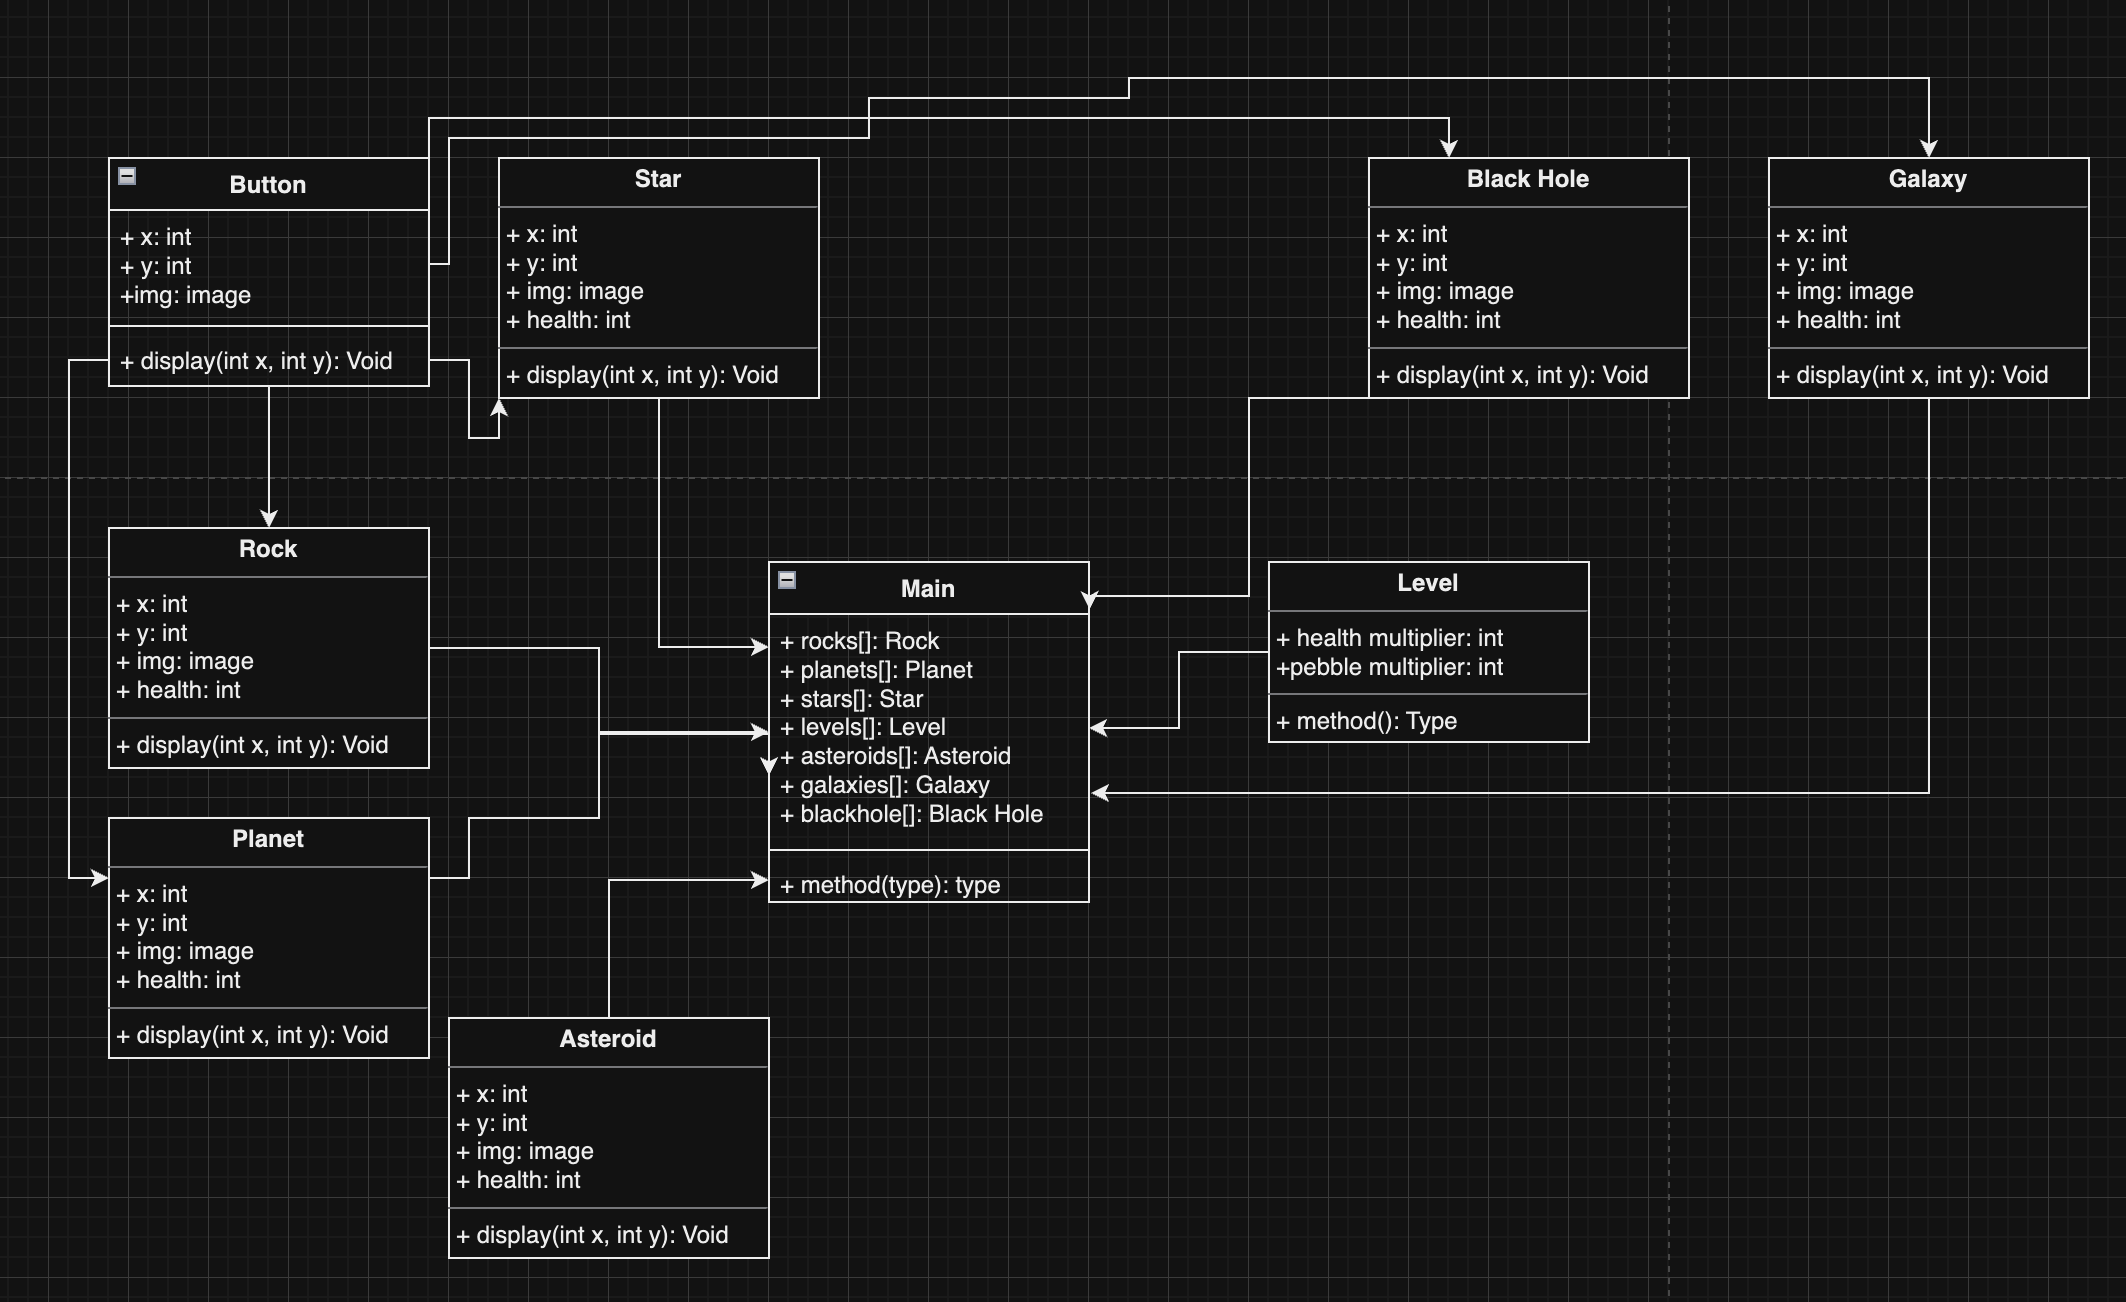 Button
+ x: int
+ y: int
+img: image
+ display(int x, int y): Void
Star
+ x: int
+ y: int
+ img: image
+ health: int
+ display(int x, int y): Void
Black Hole
+ x: int
+ y: int
+ img: image
+ health: int
+ display(int x, int y): Void
Galaxy
+ x: int
+ y: int
+ img: image
+ health: int
+ display(int x, int y): Void
Rock
+ x: int
+ y: int
+ img: image
+ health: int
+ display(int x, int y): Void
Main
+ rocks[]: Rock
+ planets[]: Planet
+ stars[]: Star
+ levels[]: Level
+ asteroids[]: Asteroid
+ galaxies[]: Galaxy
+ blackhole[]: Black Hole
+ method(type): type
Level
+ health multiplier: int
+pebble multiplier: int
+ method(): Type
Planet
+ x: int
+ y: int
+ img: image
+ health: int
+ display(int x, int y): Void
Asteroid
+ x: int
+ y: int
+ img: image
+ health: int
+ display(int x, int y): Void